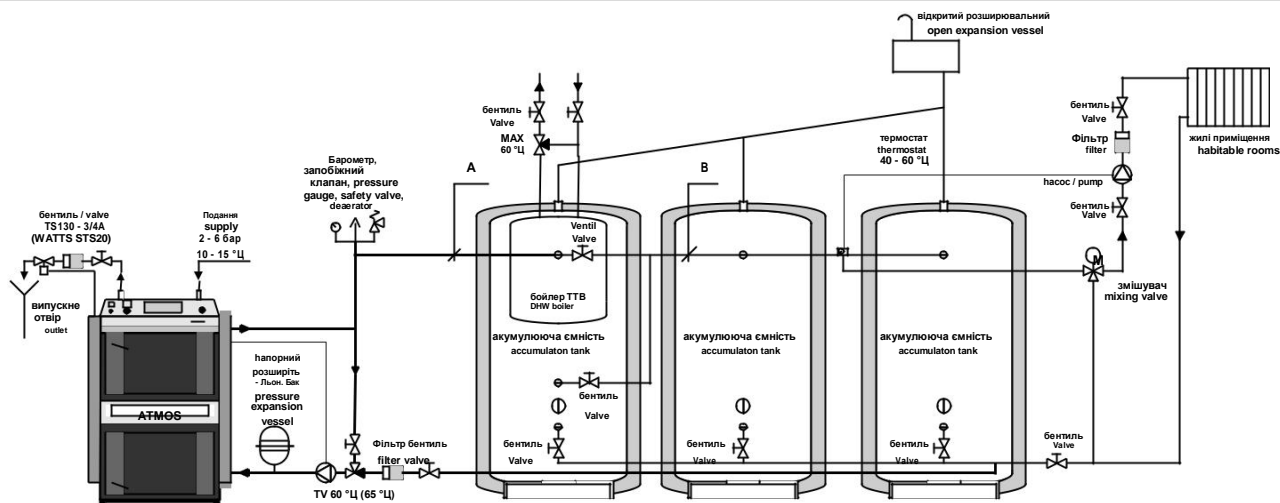 відкритий розширювальний
open expansion vessel
бентиль
Valve
MAX
60 °Ц
термостат
thermostat
40 - 60 °Ц
бентиль
Valve
Фільтр
filter
насос / pump
бентиль
Valve
жилі приміщення
habitable rooms
Барометр,
запобіжний
клапан, pressure
gauge, safety valve,
deaerator
A
B
бентиль / valve
TS130 - 3/4A
(WATTS STS20)
Подання
supply
2 - 6 бар
10 - 15 °Ц
Ventil
Valve
M
змішувач
mixing valve
випускне
отвір
outlet
бойлер ТТВ
DHW boiler
акумулююча ємність
accumulaton tank
акумулююча ємність
accumulaton tank
акумулююча ємність
accumulaton tank
напорний
розширіть
- Льон. Бак
pressure
expansion
vessel
ATMOS
бентиль
Valve
Фільтр бентиль
filter valve
бентиль
Valve
бентиль
Valve
бентиль
Valve
бентиль
Valve
TV 60 °Ц (65 °Ц)